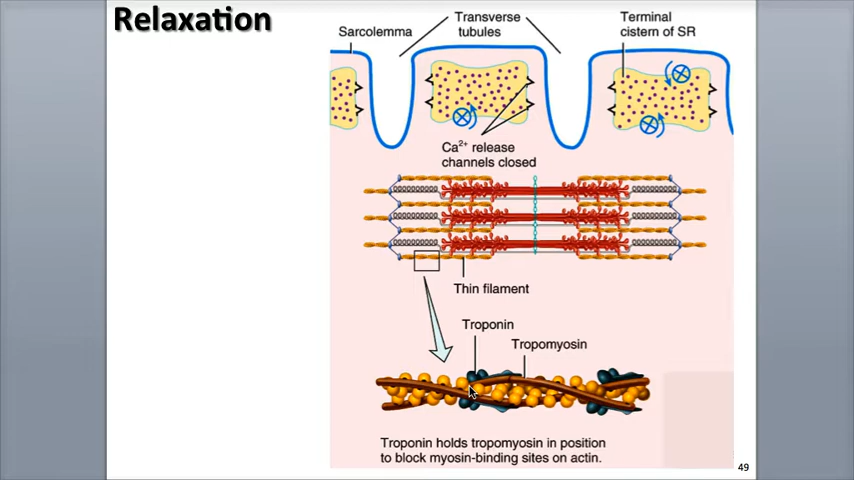 Relaxation
Sarcolemma
Transverse
tubules
Terminal
cistern of SR
Ca2+ release
channels closed
Thin filament
Troponin
Tropomyosin
Troponin holds tropomyosin in position
to block myosin-binding sites on actin.
49